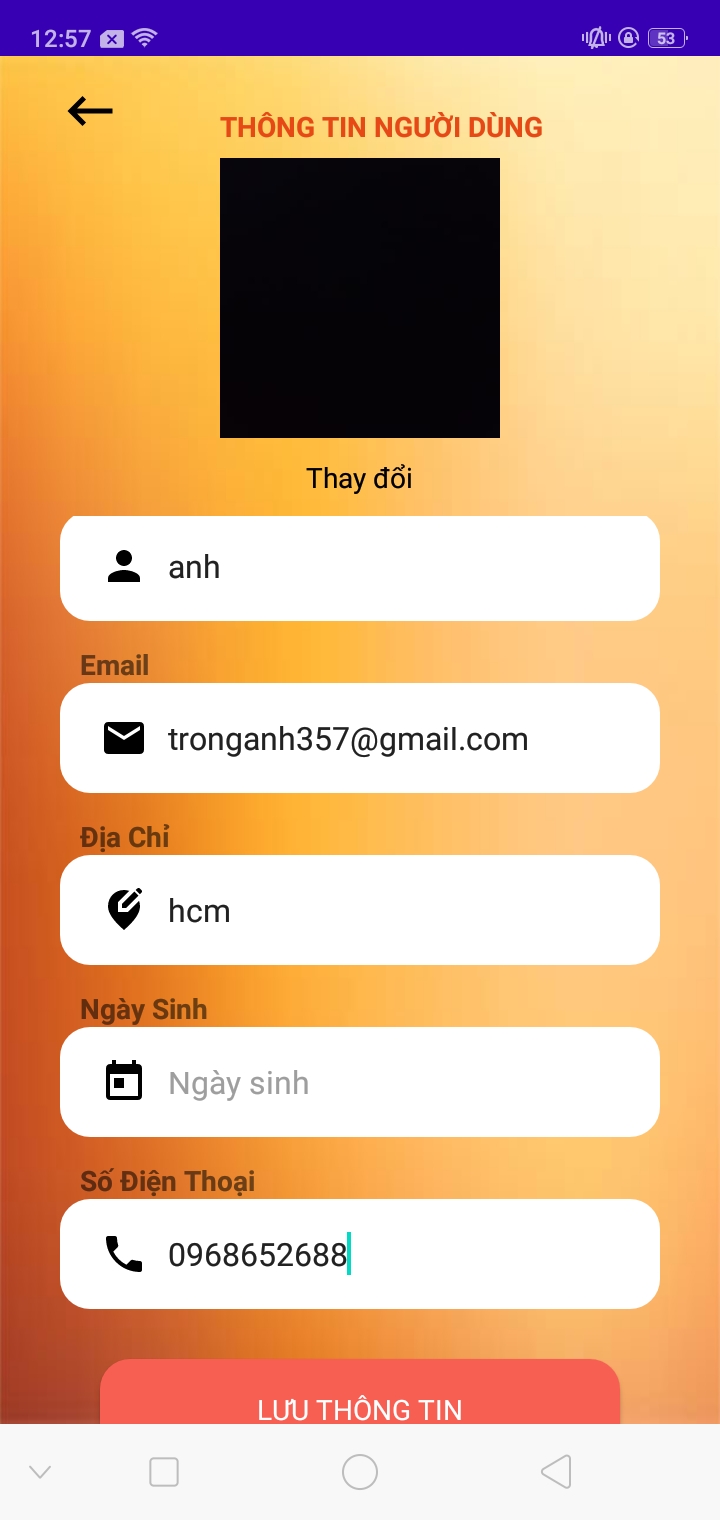 12:57 53
THÔNG TIN NGƯỜI DÙNG
Thay đổi
anh
Email
tronganh357@gmail.com
Địa Chỉ
hcm
Ngày Sinh
Ngày sinh
Số Điện Thoại
0968652688
LƯU THÔNG TIN